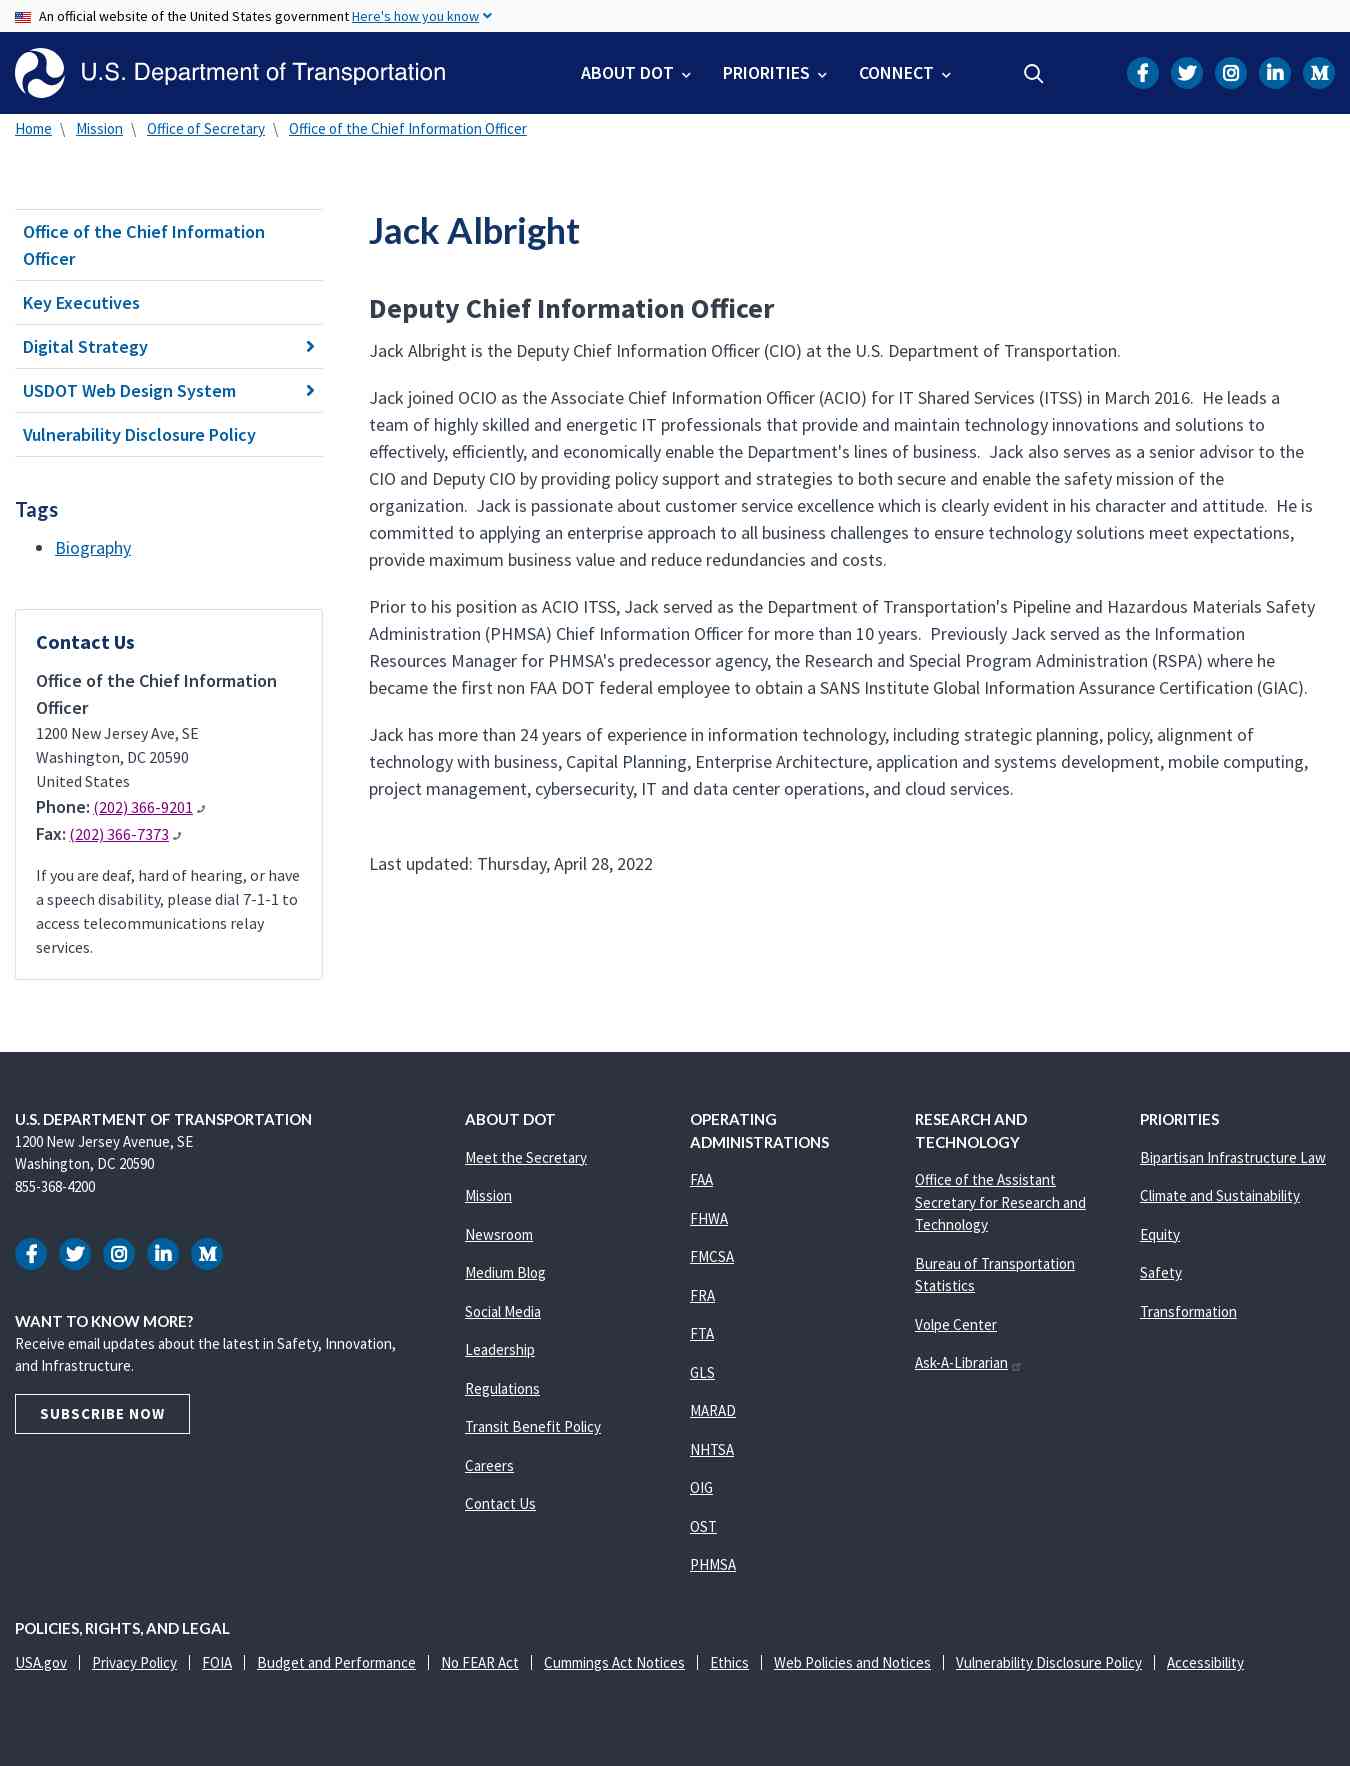 An official website of the United States government Here's how you know
U.S. Department of Transportation
ABOUT DOT
PRIORITIES
CONNECT
Home \ Mission \ Office of Secretary \ Office of the Chief Information Officer
Office of the Chief Information
Officer
Key Executives
Digital Strategy
USDOT Web Design System
Vulnerability Disclosure Policy
Tags
Biography
Contact Us
Office of the Chief Information
Officer
1200 New Jersey Ave, SE
Washington, DC 20590
United States
Phone: (202) 366-9201
Fax: (202) 366-7373
If you are deaf, hard of hearing, or have
a speech disability, please dial 7-1-1 to
access telecommunications relay
services.
Jack Albright
Deputy Chief Information Officer
Jack Albright is the Deputy Chief Information Officer (CIO) at the U.S. Department of Transportation.
Jack joined OCIO as the Associate Chief Information Officer (ACIO) for IT Shared Services (ITSS) in March 2016.  He leads a
team of highly skilled and energetic IT professionals that provide and maintain technology innovations and solutions to
effectively, efficiently, and economically enable the Department's lines of business.  Jack also serves as a senior advisor to the
CIO and Deputy CIO by providing policy support and strategies to both secure and enable the safety mission of the
organization.  Jack is passionate about customer service excellence which is clearly evident in his character and attitude.  He is
committed to applying an enterprise approach to all business challenges to ensure technology solutions meet expectations,
provide maximum business value and reduce redundancies and costs.
Prior to his position as ACIO ITSS, Jack served as the Department of Transportation's Pipeline and Hazardous Materials Safety
Administration (PHMSA) Chief Information Officer for more than 10 years.  Previously Jack served as the Information
Resources Manager for PHMSA's predecessor agency, the Research and Special Program Administration (RSPA) where he
became the first non FAA DOT federal employee to obtain a SANS Institute Global Information Assurance Certification (GIAC).
Jack has more than 24 years of experience in information technology, including strategic planning, policy, alignment of
technology with business, Capital Planning, Enterprise Architecture, application and systems development, mobile computing,
project management, cybersecurity, IT and data center operations, and cloud services.
Last updated: Thursday, April 28, 2022
U.S. DEPARTMENT OF TRANSPORTATION
1200 New Jersey Avenue, SE
Washington, DC 20590
855-368-4200
WANT TO KNOW MORE?
Receive email updates about the latest in Safety, Innovation,
and Infrastructure.
SUBSCRIBE NOW
ABOUT DOT
Meet the Secretary
Mission
Newsroom
Medium Blog
Social Media
Leadership
Regulations
Transit Benefit Policy
Careers
Contact Us
OPERATING
ADMINISTRATIONS
FAA
FHWA
FMCSA
FRA
FTA
GLS
MARAD
NHTSA
OIG
OST
PHMSA
RESEARCH AND
TECHNOLOGY
Office of the Assistant
Secretary for Research and
Technology
Bureau of Transportation
Statistics
Volpe Center
Ask-A-Librarian
PRIORITIES
Bipartisan Infrastructure Law
Climate and Sustainability
Equity
Safety
Transformation
POLICIES, RIGHTS, AND LEGAL
USA.gov | Privacy Policy | FOIA | Budget and Performance | No FEAR Act | Cummings Act Notices | Ethics | Web Policies and Notices | Vulnerability Disclosure Policy | Accessibility